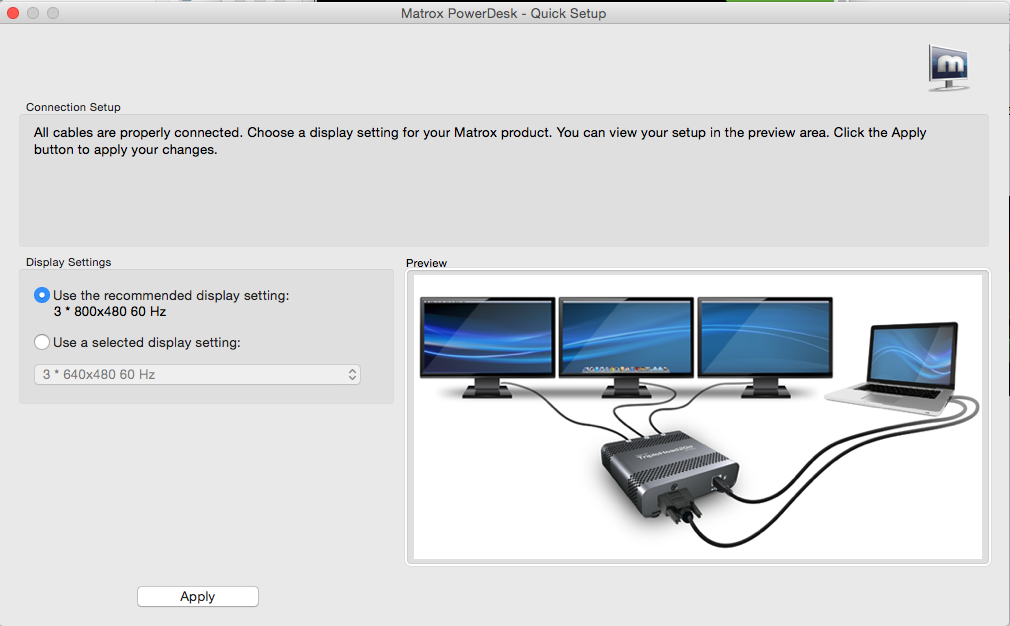 Matrox PowerDesk - Quick Setup
m
Connection Setup
All cables are properly connected. Choose a display setting for your Matrox product. You can view your setup in the preview area. Click the Apply
button to apply your changes.
Display Settings
Preview
Use the recommended display setting:
3 * 800x480 60 Hz
Use a selected display setting:
3 * 640x480 60 Hz
Apply